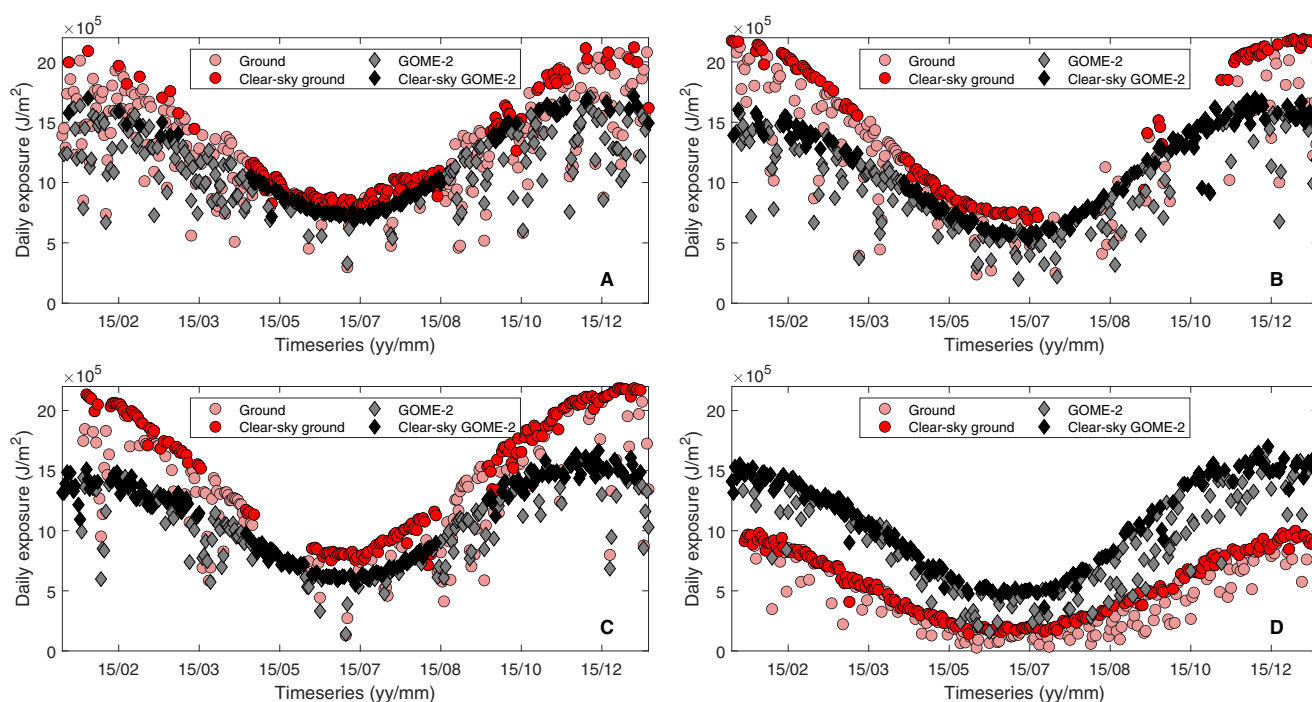 ×10⁵
Daily exposure (J/m²)
20
15
10
5
0
Ground
Clear-sky ground
GOME-2
Clear-sky GOME-2
A
15/02 15/03 15/05 15/07 15/08 15/10 15/12
Timeseries (yy/mm)
×10⁵
Daily exposure (J/m²)
20
15
10
5
0
Ground
Clear-sky ground
GOME-2
Clear-sky GOME-2
B
15/02 15/03 15/05 15/07 15/08 15/10 15/12
Timeseries (yy/mm)
×10⁵
Daily exposure (J/m²)
20
15
10
5
0
Ground
Clear-sky ground
GOME-2
Clear-sky GOME-2
C
15/02 15/03 15/05 15/07 15/08 15/10 15/12
Timeseries (yy/mm)
×10⁵
Daily exposure (J/m²)
20
15
10
5
0
Ground
Clear-sky ground
GOME-2
Clear-sky GOME-2
D
15/02 15/03 15/05 15/07 15/08 15/10 15/12
Timeseries (yy/mm)